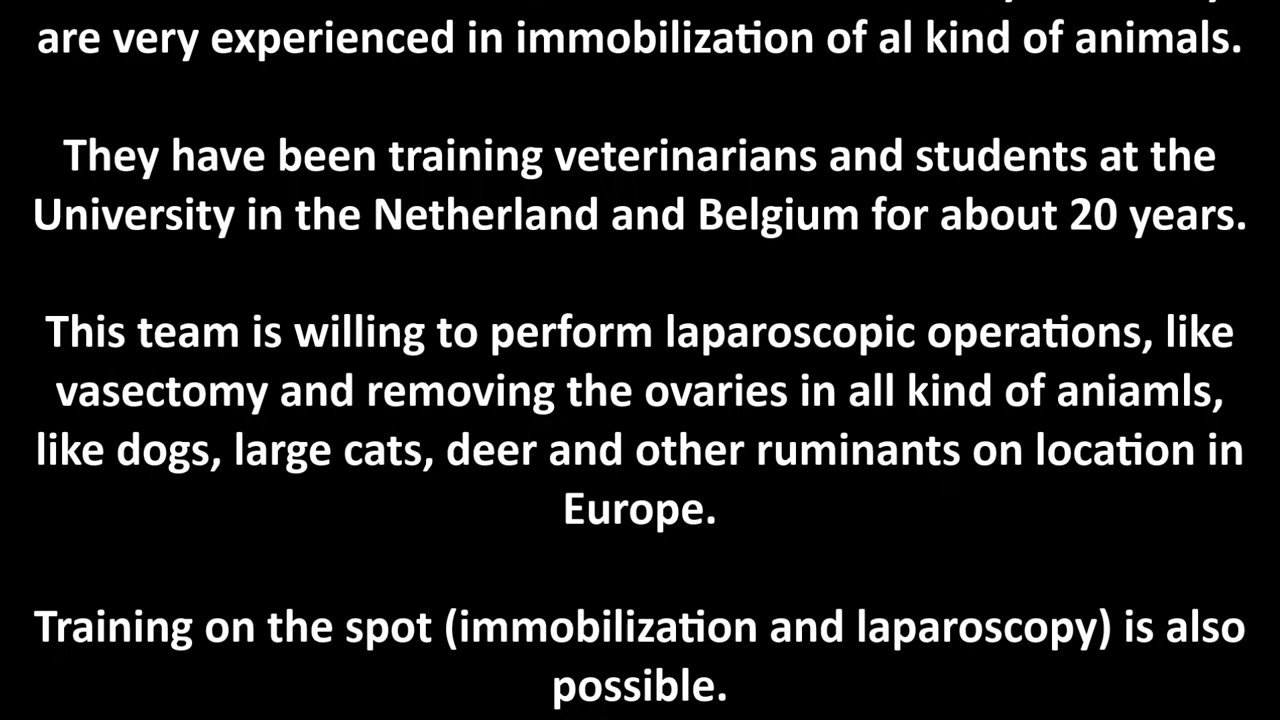 are very experienced in immobilization of al kind of animals.
They have been training veterinarians and students at the
University in the Netherland and Belgium for about 20 years.
This team is willing to perform laparoscopic operations, like
vasectomy and removing the ovaries in all kind of aniamls,
like dogs, large cats, deer and other ruminants on location in
Europe.
Training on the spot (immobilization and laparoscopy) is also
possible.